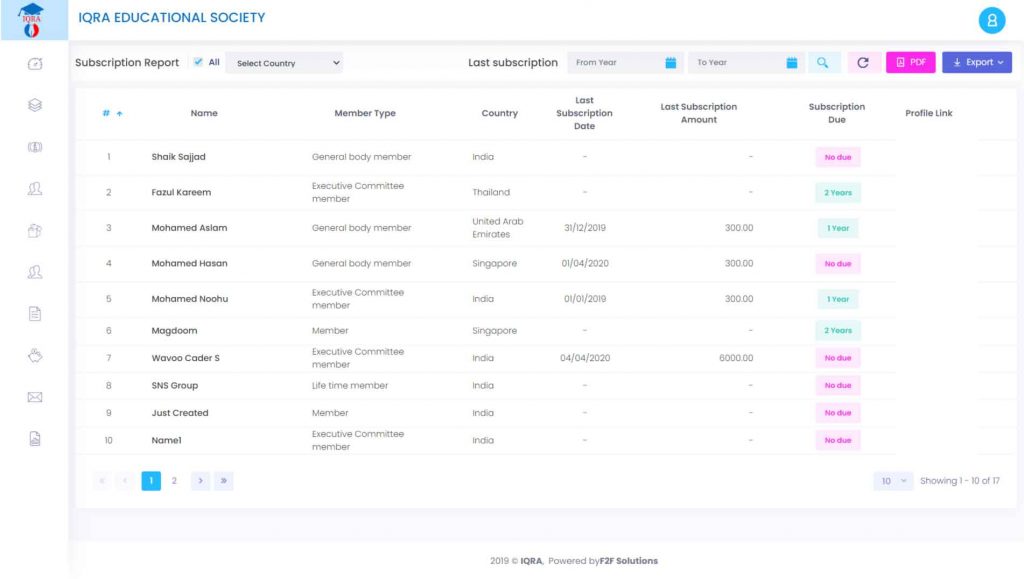 IQRA
IQRA EDUCATIONAL SOCIETY
Subscription Report All Select Country Last subscription From Year To Year PDF Export
# Name Member Type Country Last Subscription Date Last Subscription Amount Subscription Due Profile Link
1 Shaik Sajjad General body member India - - No due
2 Fazul Kareem Executive Committee member Thailand - - 2 Years
3 Mohamed Aslam General body member United Arab Emirates 31/12/2019 300.00 1 Year
4 Mohamed Hasan General body member Singapore 01/04/2020 300.00 No due
5 Mohamed Noohu Executive Committee member India 01/01/2019 300.00 1 Year
6 Magdoom Member Singapore - - 2 Years
7 Wavoo Cader S Executive Committee member India 04/04/2020 6000.00 No due
8 SNS Group Life time member India - - No due
9 Just Created Member India - - No due
10 Name1 Executive Committee member India - - No due
« ‹ 1 2 › » 10 Showing 1 - 10 of 17
2019 © IQRA, Powered byF2F Solutions